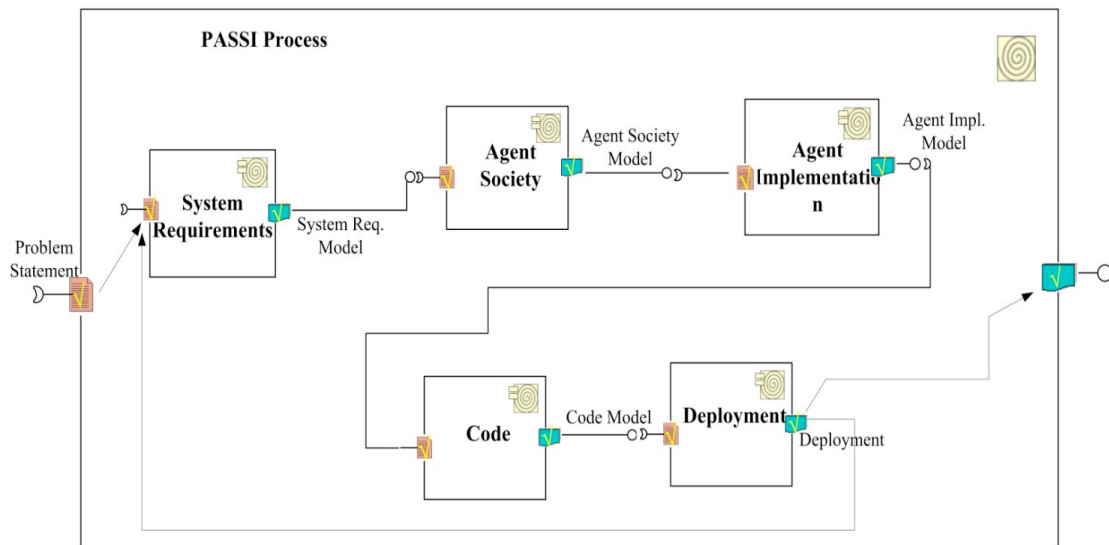 PASSI Process
Agent
Society
Agent Society
Model
Agent
Implementatio
n
Agent Impl.
Model
System
Requirements
System Req.
Model
Problem
Statement
Code
Code Model
Deployment
Deployment